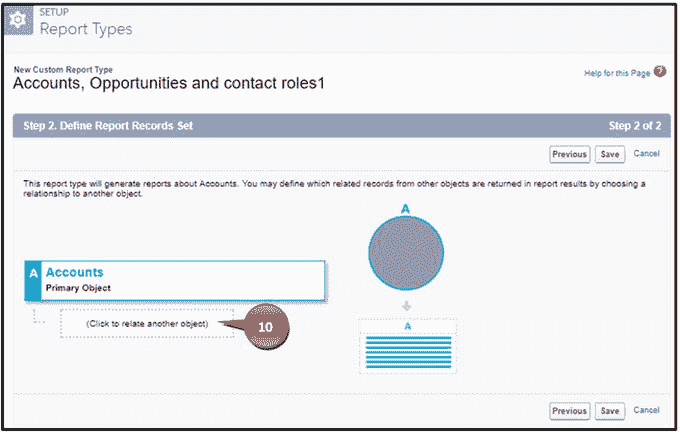 SETUP
Report Types
New Custom Report Type
Accounts, Opportunities and contact roles1
Help for this Page ?
Step 2. Define Report Records Set
Step 2 of 2
Previous Save Cancel
This report type will generate reports about Accounts. You may define which related records from other objects are returned in report results by choosing a
relationship to another object.
A
A Accounts
Primary Object
(Click to relate another object)
10
A
Previous Save Cancel